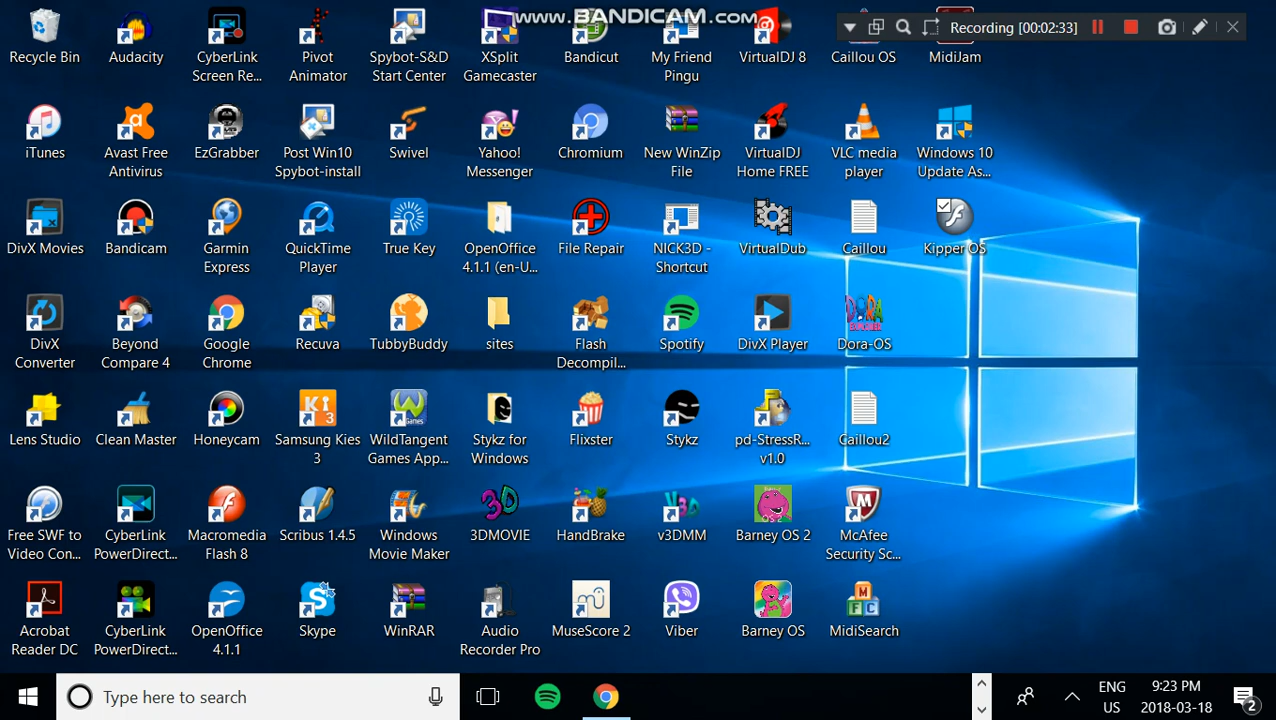 www.BANDICAM.com
Recording [00:02:33]
Recycle Bin
Audacity
CyberLink
Screen Re...
Pivot
Animator
Spybot-S&D
Start Center
XSplit
Gamecaster
Bandicut
My Friend
Pingu
VirtualDJ 8
Caillou OS
MidiJam
iTunes
Avast Free
Antivirus
EzGrabber
Post Win10
Spybot-install
Swivel
Yahoo!
Messenger
Chromium
New WinZip
File
VirtualDJ
Home FREE
VLC media
player
Windows 10
Update As...
DivX Movies
Bandicam
Garmin
Express
QuickTime
Player
True Key
OpenOffice
4.1.1 (en-U...
File Repair
NICK3D -
Shortcut
VirtualDub
Caillou
Kipper OS
DivX
Converter
Beyond
Compare 4
Google
Chrome
Recuva
TubbyBuddy
sites
Flash
Decompil...
Spotify
DivX Player
DORA
EXPLORER
Dora-OS
Lens Studio
Clean Master
Honeycam
Ki
3
Samsung Kies
3
Games
WildTangent
Games App...
Stykz for
Windows
Flixster
Stykz
pd-StressR...
v1.0
Caillou2
Free SWF to
Video Con...
CyberLink
PowerDirect...
Macromedia
Flash 8
Scribus 1.4.5
Windows
Movie Maker
3D
3DMOVIE
HandBrake
v3DMM
Barney OS 2
McAfee
Security Sc...
Acrobat
Reader DC
CyberLink
PowerDirect...
OpenOffice
4.1.1
Skype
WinRAR
Audio
Recorder Pro
MuseScore 2
Viber
Barney OS
M
F C
MidiSearch
Type here to search
ENG
US
9:23 PM
2018-03-18
2